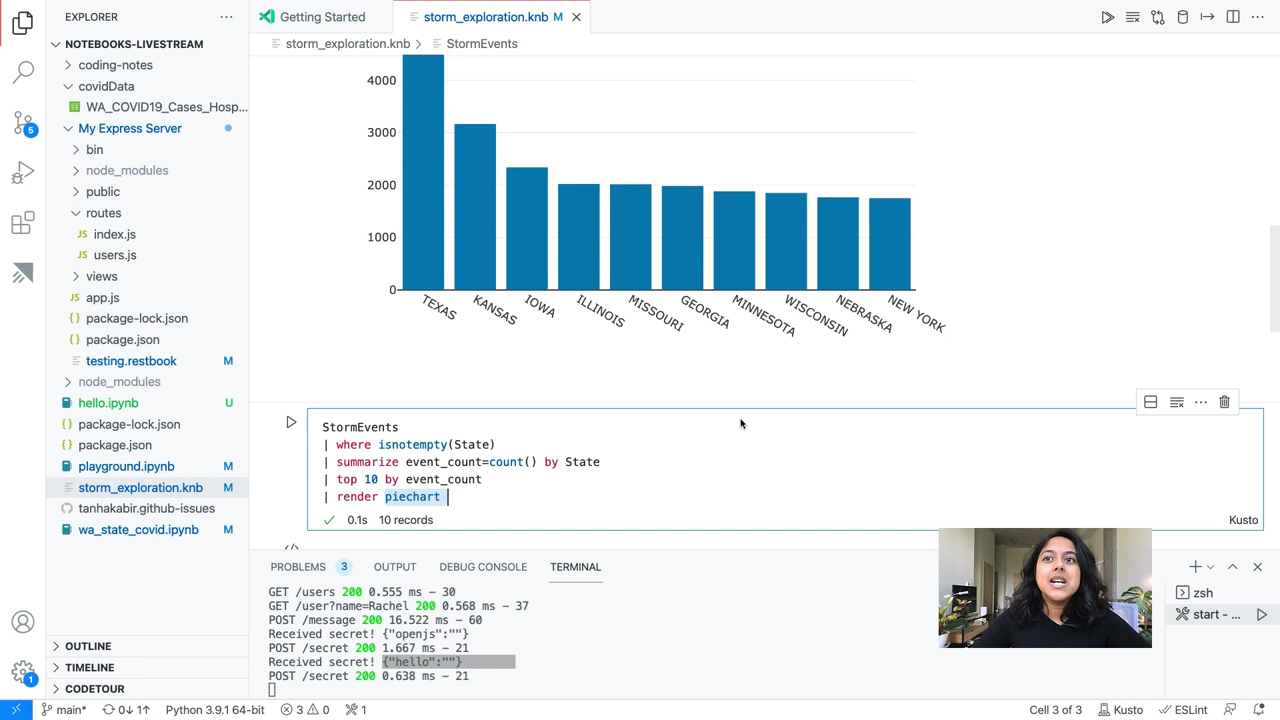 EXPLORER
NOTEBOOKS-LIVESTREAM
coding-notes
covidData
WA_COVID19_Cases_Hosp...
My Express Server
bin
node_modules
public
routes
JS index.js
JS users.js
views
JS app.js
{} package-lock.json
{} package.json
testing.restbook M
node_modules
hello.ipynb U
{} package-lock.json
{} package.json
playground.ipynb M
storm_exploration.knb M
tanhakabir.github-issues
wa_state_covid.ipynb M
OUTLINE
TIMELINE
CODETOUR
5
1
Getting Started
storm_exploration.knb M
storm_exploration.knb > StormEvents
4000
3000
2000
1000
0
TEXAS
KANSAS
IOWA
ILLINOIS
MISSOURI
GEORGIA
MINNESOTA
WISCONSIN
NEBRASKA
NEW YORK
StormEvents
| where isnotempty(State)
| summarize event_count=count() by State
| top 10 by event_count
| render piechart
0.1s 10 records
Kusto
PROBLEMS 3 OUTPUT DEBUG CONSOLE TERMINAL
GET /users 200 0.555 ms - 30
GET /user?name=Rachel 200 0.568 ms - 37
POST /message 200 16.522 ms - 60
Received secret! {"openjs":""}
POST /secret 200 1.667 ms - 21
Received secret! {"hello":""}
POST /secret 200 0.638 ms - 21
zsh
start - ...
main* 0↓ 1↑ Python 3.9.1 64-bit 3 0 1
Cell 3 of 3 Kusto ESLint